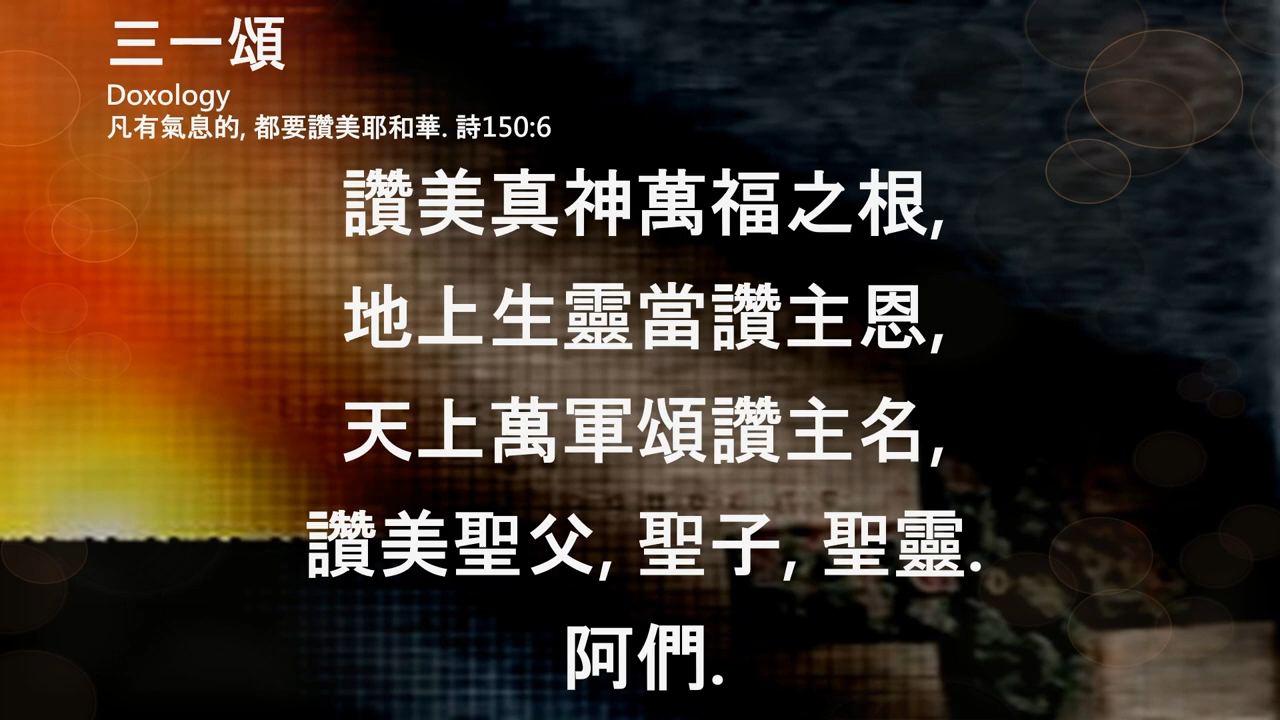 三一頌
Doxology
凡有氣息的, 都要讚美耶和華. 詩150:6
讚美真神萬福之根,
地上生靈當讚主恩,
天上萬軍頌讚主名,
讚美聖父, 聖子, 聖靈.
阿們.